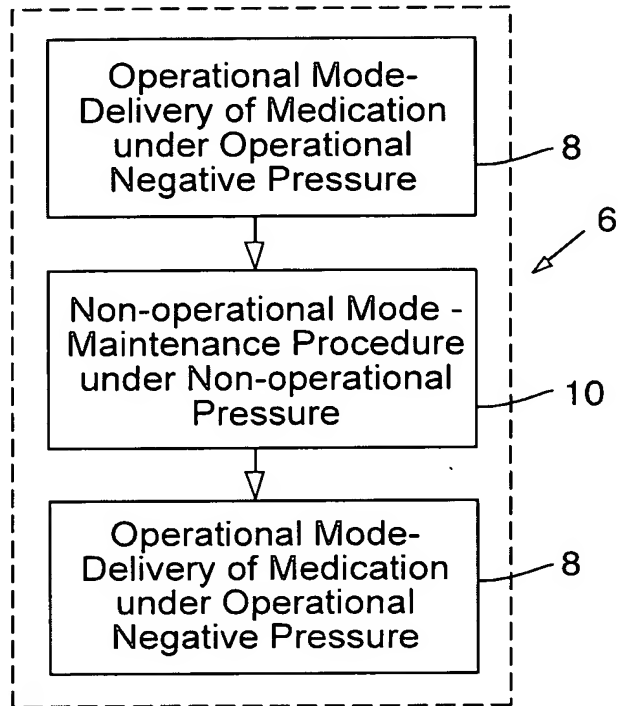 Operational Mode-
Delivery of Medication
under Operational
Negative Pressure
8
6
Non-operational Mode -
Maintenance Procedure
under Non-operational
Pressure
10
Operational Mode-
Delivery of Medication
under Operational
Negative Pressure
8